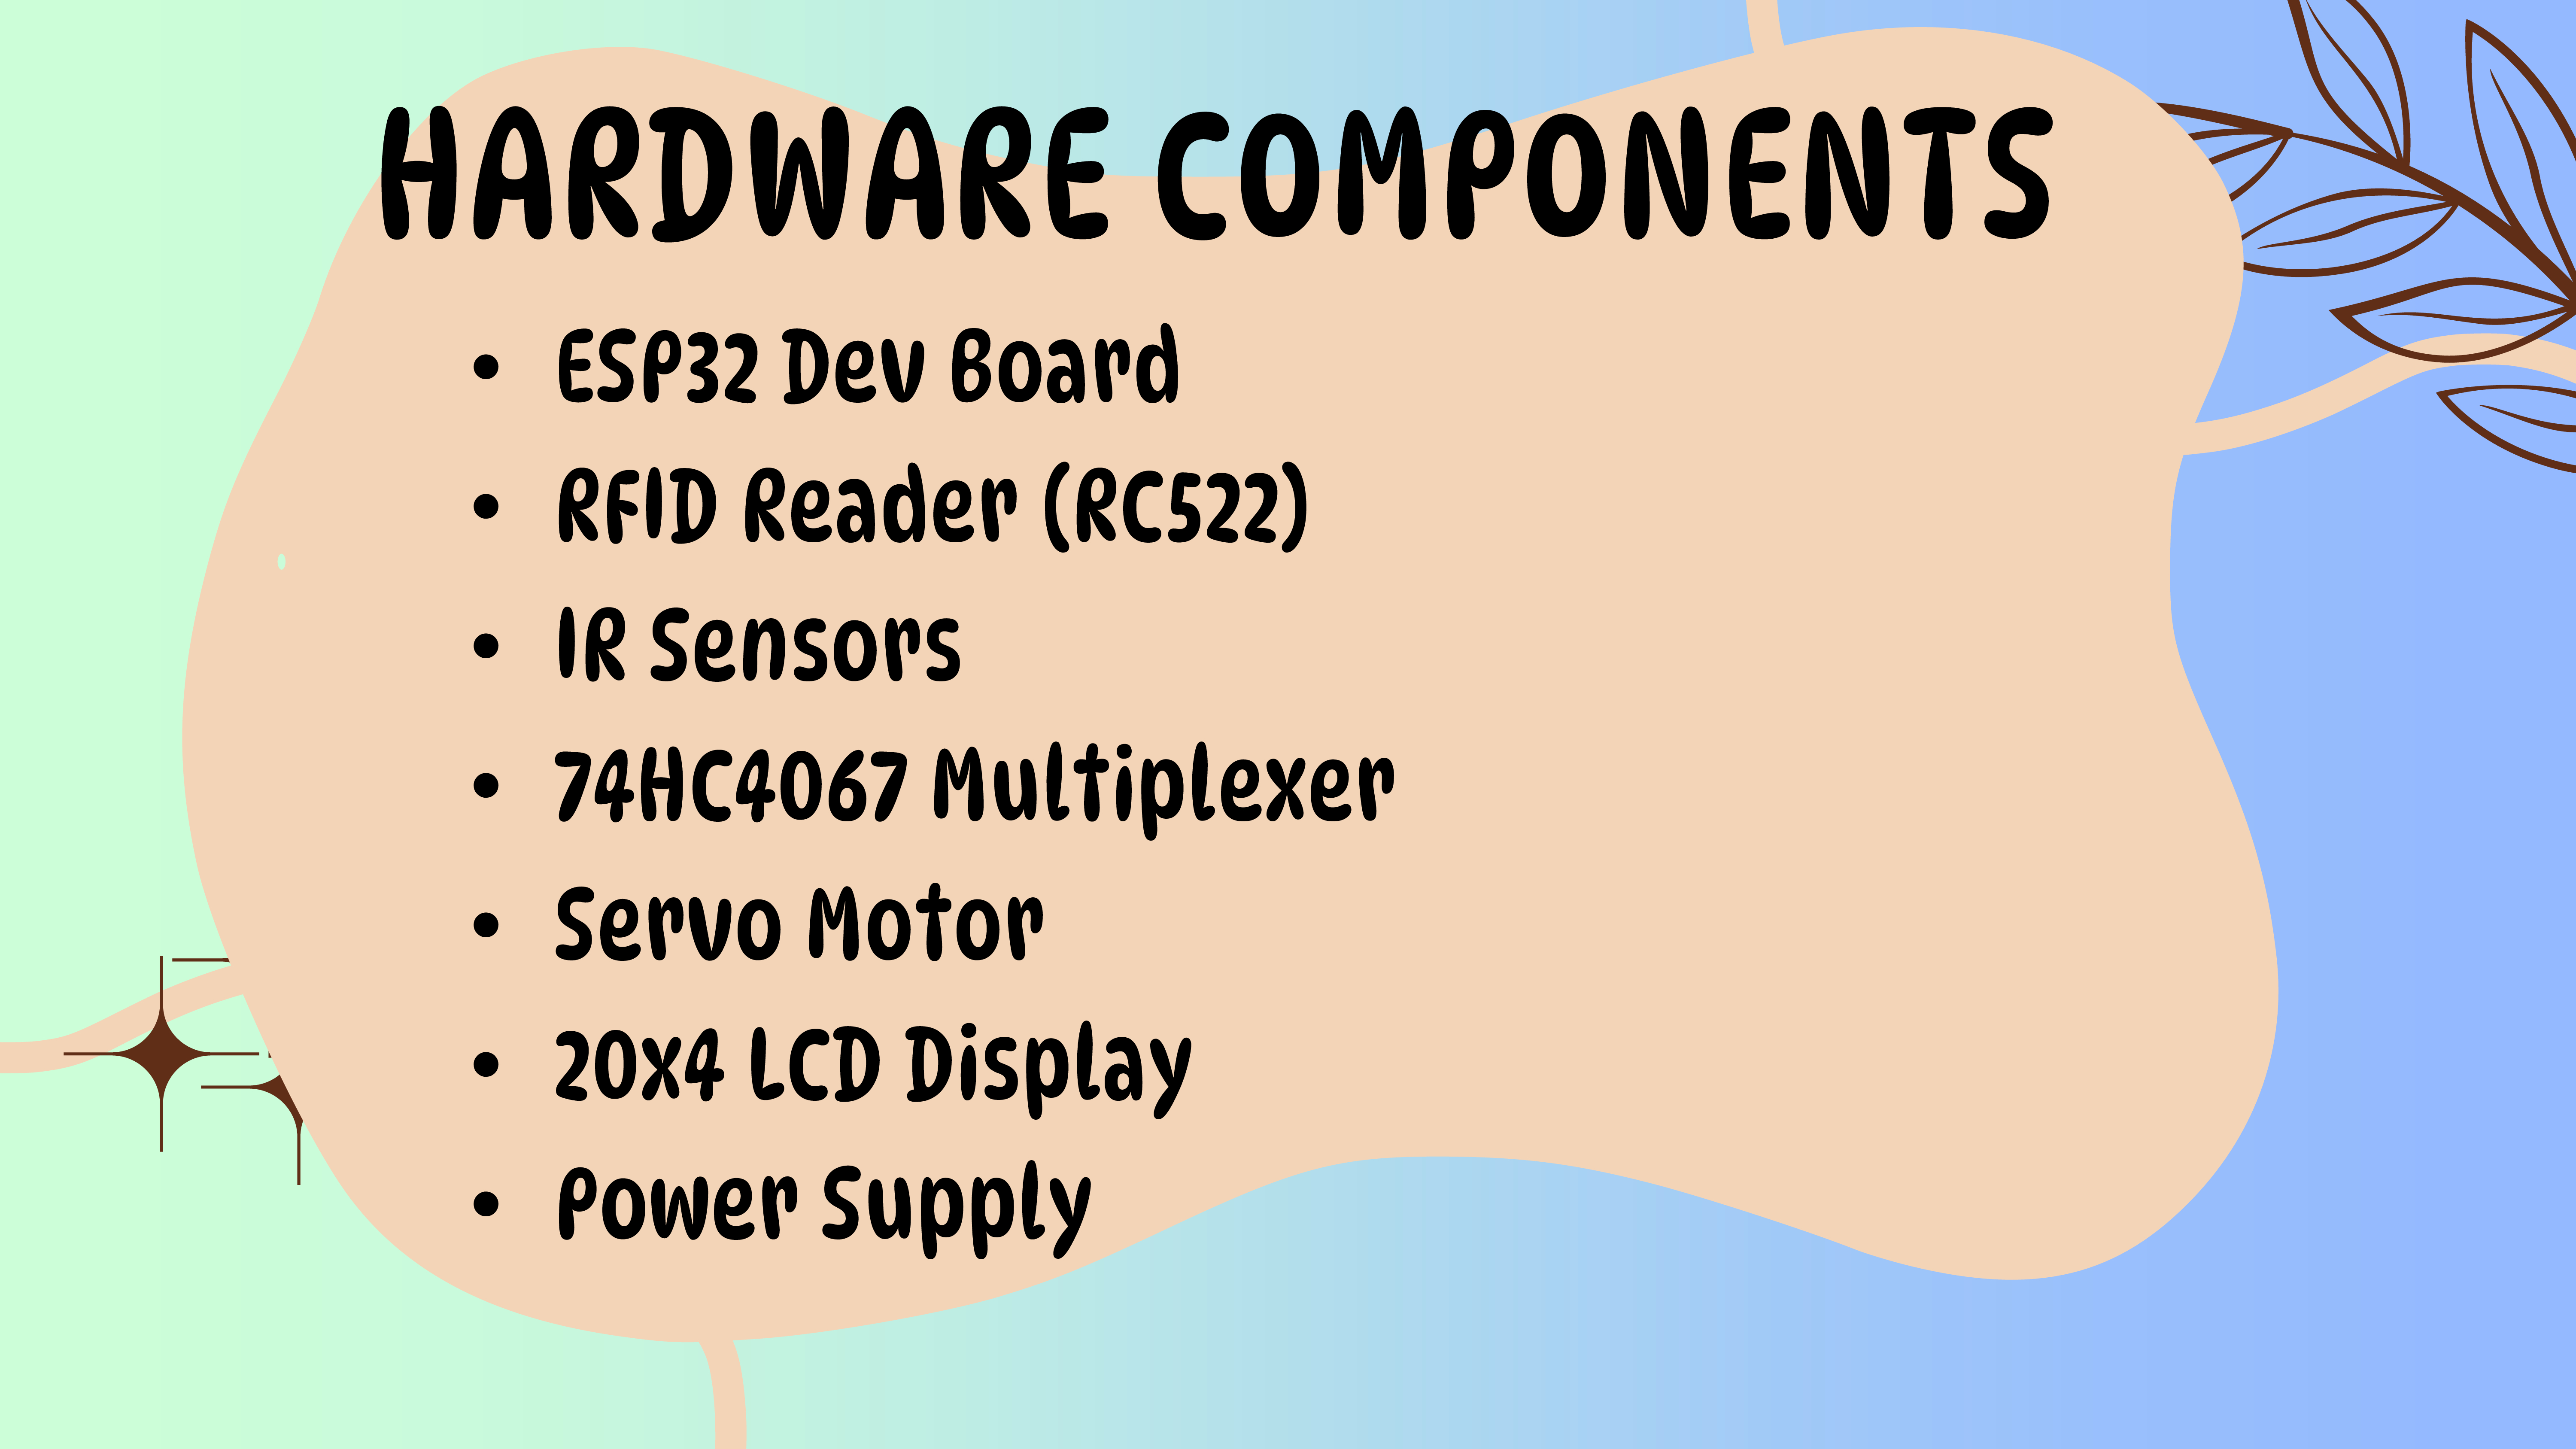 HARDWARE COMPONENTS
• ESP32 Dev Board
• RFID Reader (RC522)
• IR Sensors
• 74HC4067 Multiplexer
• Servo Motor
• 20x4 LCD Display
• Power Supply